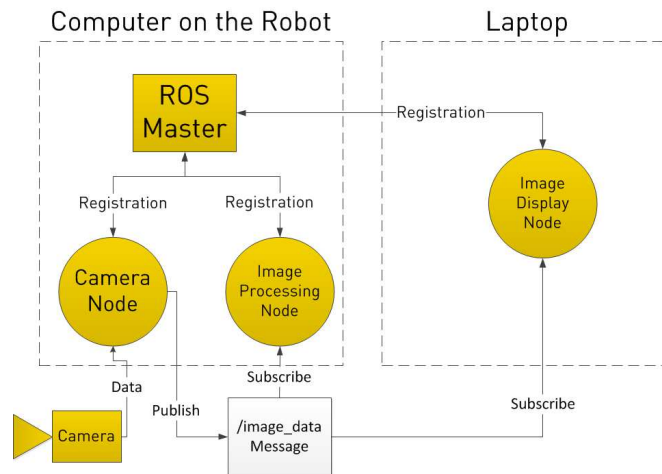 Computer on the Robot
Laptop
ROS
Master
Registration
Registration
Registration
Image
Display
Node
Camera
Node
Image
Processing
Node
Data
Publish
Subscribe
Subscribe
Camera
/image_data
Message